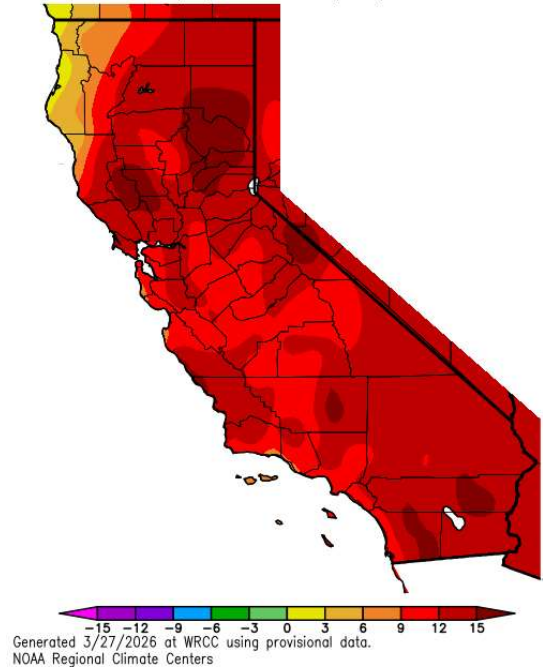 -15 -12 -9 -6 -3 0 3 6 9 12 15
Generated 3/27/2026 at WRCC using provisional data.
NOAA Regional Climate Centers